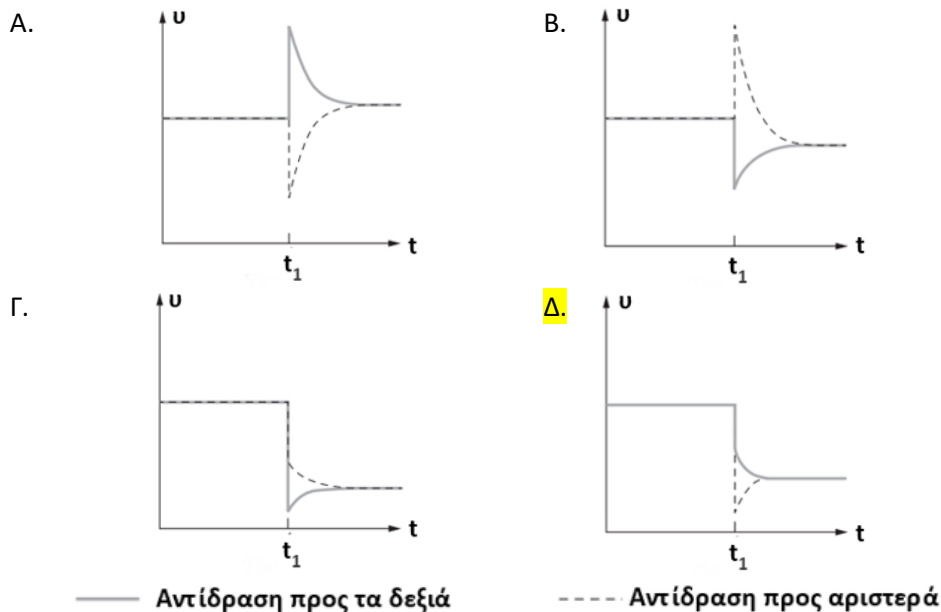 Α.
υ
t
t1
Β.
υ
t
t1
Γ.
υ
t
t1
Δ.
υ
t
t1
Αντίδραση προς τα δεξιά
Αντίδραση προς αριστερά